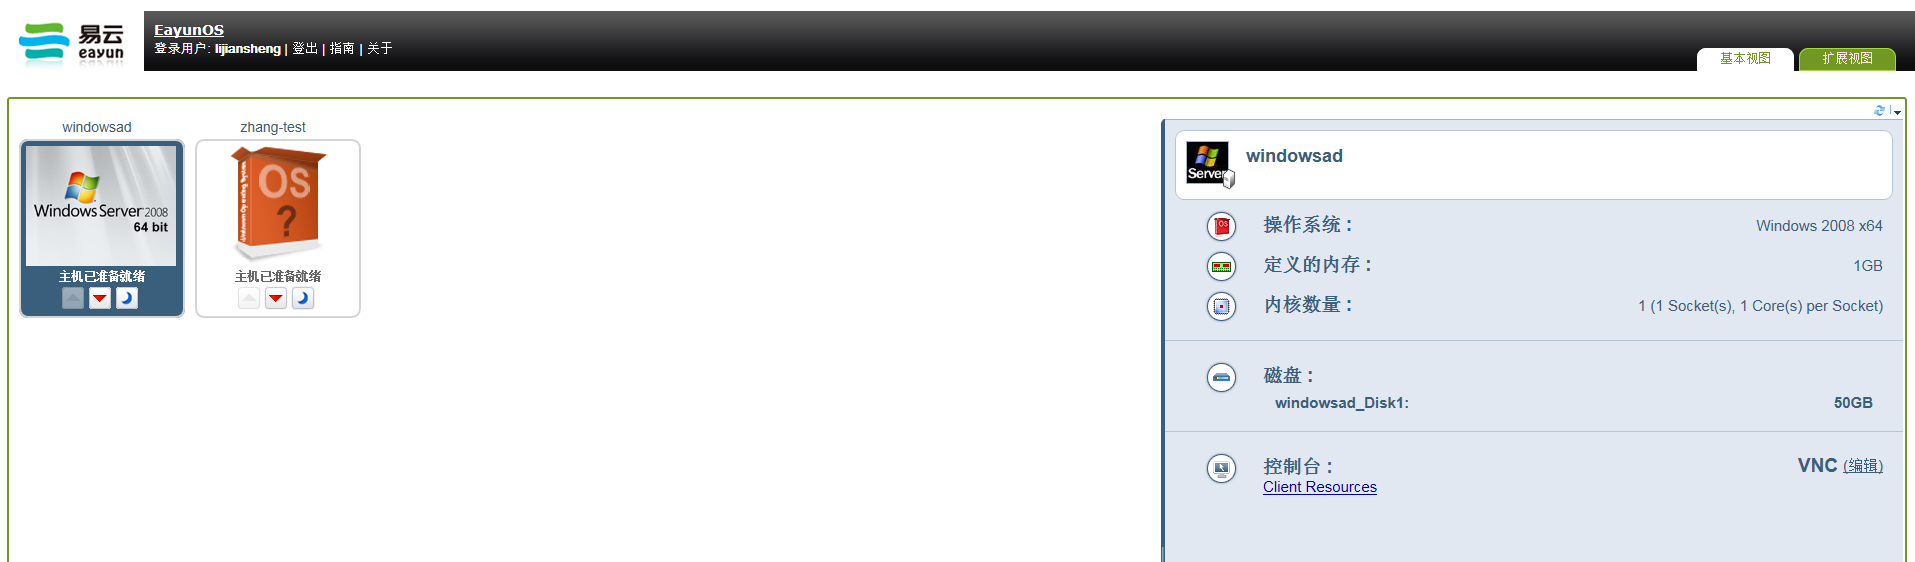 易云
eayun
EayunOS
登录用户: lijiansheng | 登出 | 指南 | 关于
基本视图
扩展视图
windowsad
Windows Server 2008
64 bit
主机已准备就绪
zhang-test
OS
?
主机已准备就绪
Server
windowsad
操作系统：
Windows 2008 x64
定义的内存：
1GB
内核数量：
1 (1 Socket(s), 1 Core(s) per Socket)
磁盘：
windowsad_Disk1:
50GB
控制台：
VNC (编辑)
Client Resources